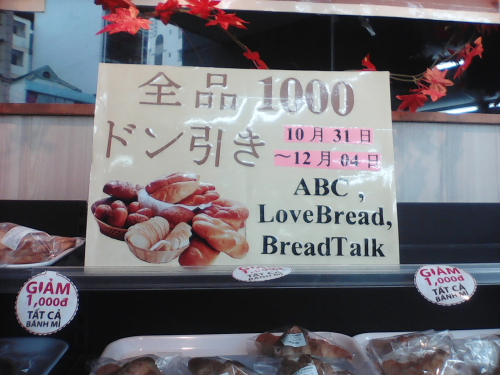 全品 1000
ドン引き
10月31日
～12月04日
ABC ,
LoveBread,
BreadTalk
GIẢM
1,000đ
TẤT CẢ
BÁNH MÌ
GIẢM
1,000đ
TẤT CẢ
BÁNH MÌ